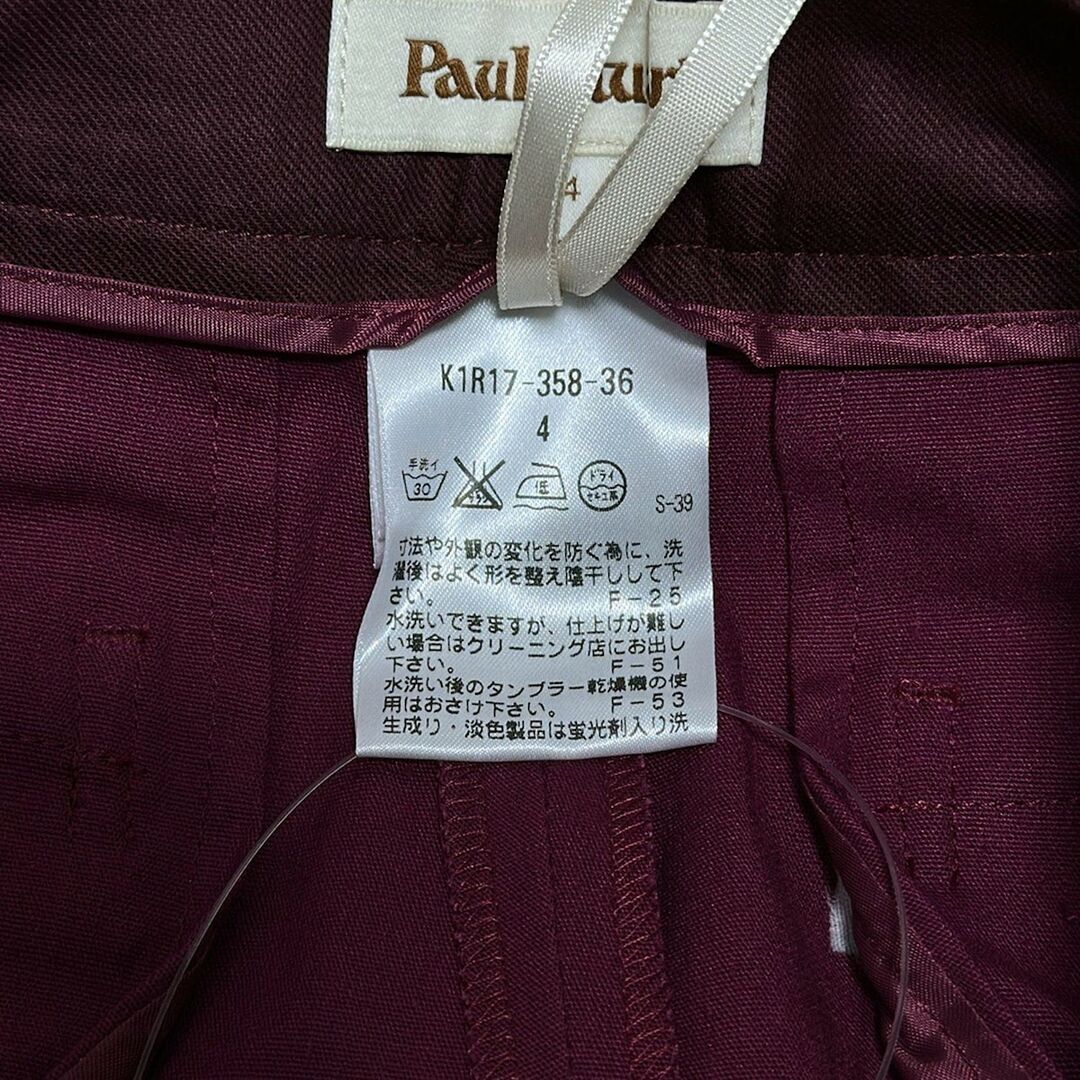 Paul
4
K1R17-358-36
4
手洗イ
30
低
ドライ
セキユ系
S-39
寸法や外観の変化を防ぐ為に、洗
濯後はよく形を整え陰干しして下
さい。 F-25
水洗いできますが、仕上げが難し
い場合はクリーニング店にお出し
下さい。 F-51
水洗い後のタンブラー乾燥機の使
用はおさけ下さい。 F-53
生成り・淡色製品は蛍光剤入り洗